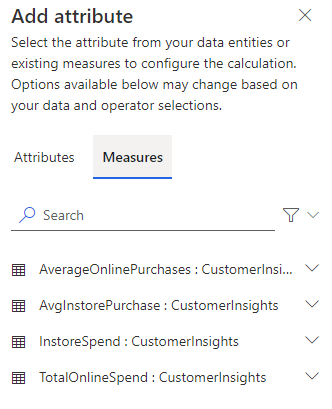 Add attribute
Select the attribute from your data entities or
existing measures to configure the calculation.
Options available below may change based on
your data and operator selections.
Attributes Measures
Search
AverageOnlinePurchases : CustomerInsi...
AvgInstorePurchase : CustomerInsights
InstoreSpend : CustomerInsights
TotalOnlineSpend : CustomerInsights